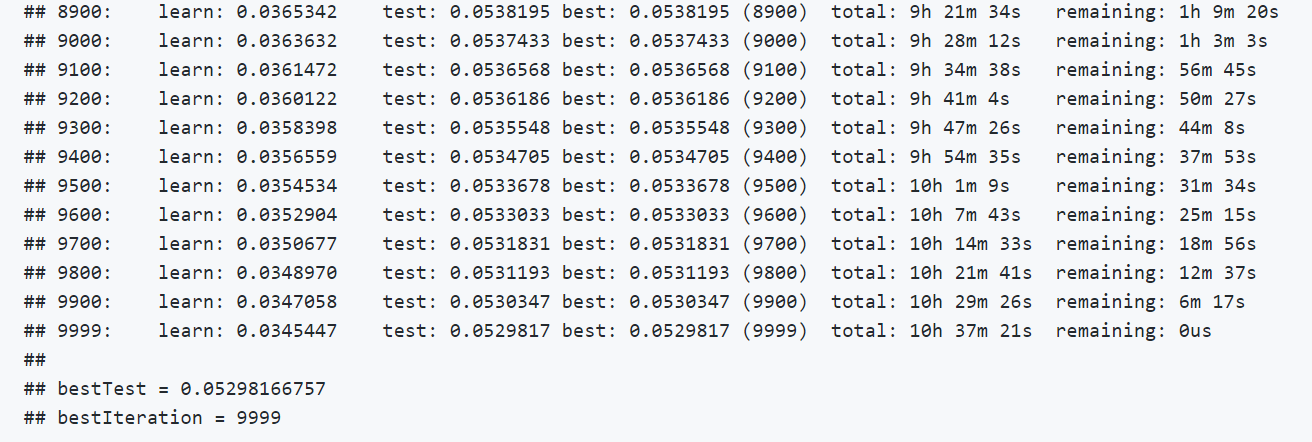 ## 8900:    learn: 0.0365342    test: 0.0538195 best: 0.0538195 (8900)  total: 9h 21m 34s   remaining: 1h 9m 20s
## 9000:    learn: 0.0363632    test: 0.0537433 best: 0.0537433 (9000)  total: 9h 28m 12s   remaining: 1h 3m 3s
## 9100:    learn: 0.0361472    test: 0.0536568 best: 0.0536568 (9100)  total: 9h 34m 38s   remaining: 56m 45s
## 9200:    learn: 0.0360122    test: 0.0536186 best: 0.0536186 (9200)  total: 9h 41m 4s    remaining: 50m 27s
## 9300:    learn: 0.0358398    test: 0.0535548 best: 0.0535548 (9300)  total: 9h 47m 26s   remaining: 44m 8s
## 9400:    learn: 0.0356559    test: 0.0534705 best: 0.0534705 (9400)  total: 9h 54m 35s   remaining: 37m 53s
## 9500:    learn: 0.0354534    test: 0.0533678 best: 0.0533678 (9500)  total: 10h 1m 9s    remaining: 31m 34s
## 9600:    learn: 0.0352904    test: 0.0533033 best: 0.0533033 (9600)  total: 10h 7m 43s   remaining: 25m 15s
## 9700:    learn: 0.0350677    test: 0.0531831 best: 0.0531831 (9700)  total: 10h 14m 33s  remaining: 18m 56s
## 9800:    learn: 0.0348970    test: 0.0531193 best: 0.0531193 (9800)  total: 10h 21m 41s  remaining: 12m 37s
## 9900:    learn: 0.0347058    test: 0.0530347 best: 0.0530347 (9900)  total: 10h 29m 26s  remaining: 6m 17s
## 9999:    learn: 0.0345447    test: 0.0529817 best: 0.0529817 (9999)  total: 10h 37m 21s  remaining: 0us
##
## bestTest = 0.05298166757
## bestIteration = 9999